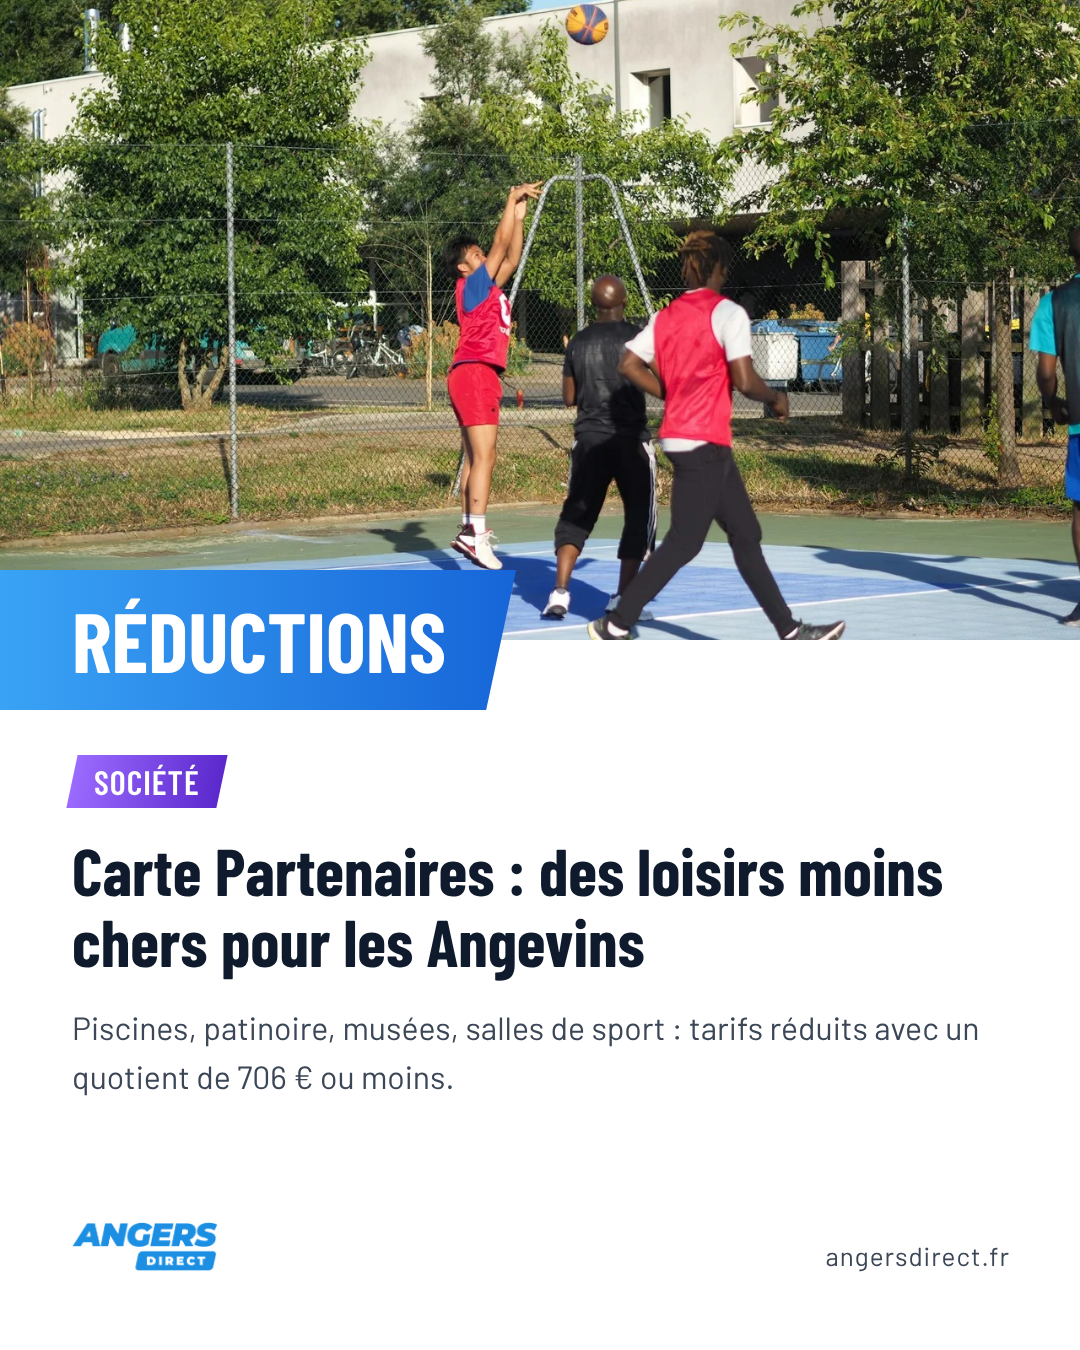 RÉDUCTIONS
SOCIÉTÉ
Carte Partenaires : des loisirs moins
chers pour les Angevins
Piscines, patinoire, musées, salles de sport : tarifs réduits avec un
quotient de 706 € ou moins.
ANGERS
DIRECT
angersdirect.fr